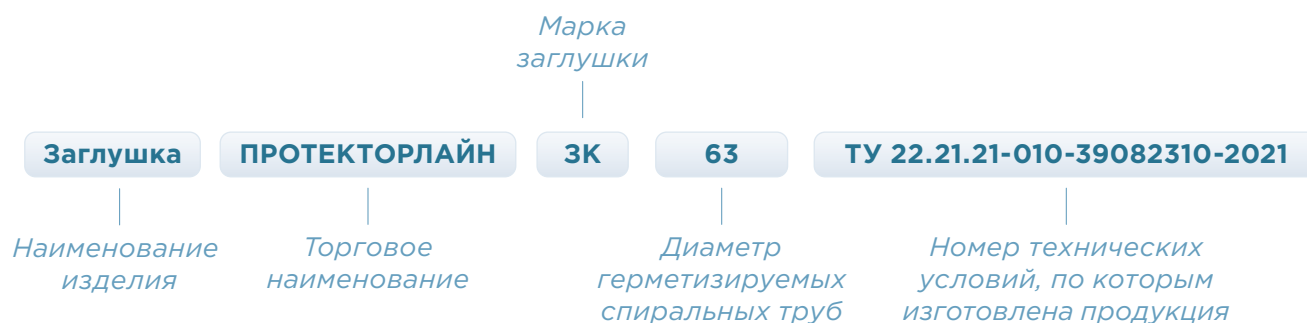 Марка
заглушки
Заглушка ПРОТЕКТОРЛАЙН ЗК 63 ТУ 22.21.21-010-39082310-2021
Наименование
изделия
Торговое
наименование
Диаметр
герметизируемых
спиральных труб
Номер технических
условий, по которым
изготовлена продукция